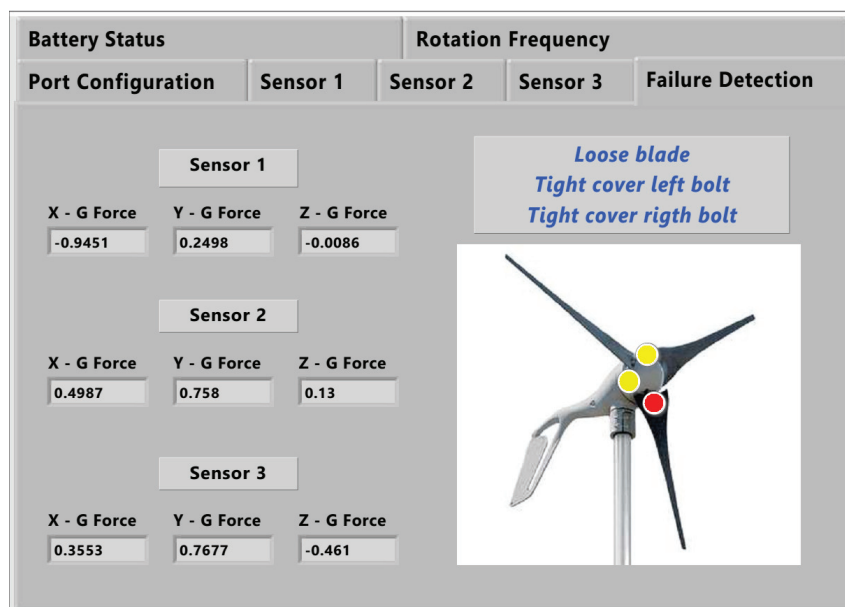 Battery Status
Rotation Frequency
Port Configuration
Sensor 1
Sensor 2
Sensor 3
Failure Detection
Sensor 1
X - G Force
Y - G Force
Z - G Force
-0.9451
0.2498
-0.0086
Sensor 2
X - G Force
Y - G Force
Z - G Force
0.4987
0.758
0.13
Sensor 3
X - G Force
Y - G Force
Z - G Force
0.3553
0.7677
-0.461
Loose blade
Tight cover left bolt
Tight cover rigth bolt